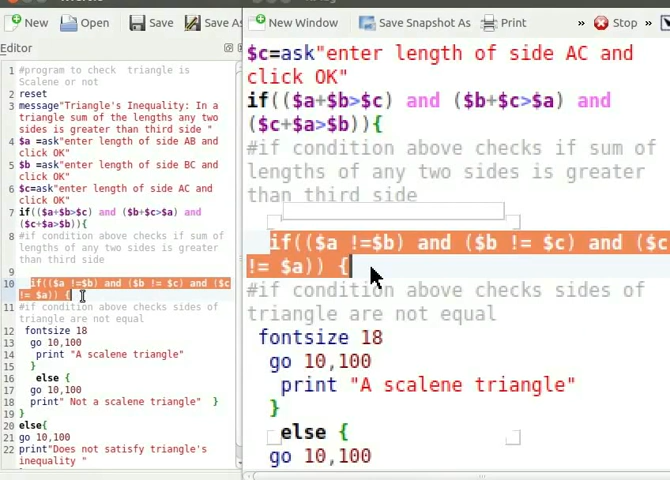 New Open Save Save As
Editor
1 #program to check  triangle is
Scalene or not
2 reset
3 message"Triangle's Inequality: In a
triangle sum of the lengths any two
sides is greater than third side "
4 $a =ask"enter length of side AB and
click OK"
5 $b =ask"enter length of side BC and
click OK"
6 $c=ask"enter length of side AC and
click OK"
7 if(($a+$b>$c) and ($b+$c>$a) and
($c+$a>$b)){
8 #if condition above checks if sum of
lengths of any two sides is greater
than third side
9
10 if(($a !=$b) and ($b != $c) and ($c
!= $a)) {
11 #if condition above checks sides of
triangle are not equal
12 fontsize 18
13 go 10,100
14 print "A scalene triangle"
15 }
16 else {
17 go 10,100
18 print" Not a scalene triangle"  }
19 }
20 else{
21 go 10,100
22 print"Does not satisfy triangle's
inequality "
New Window Save Snapshot As Print » Stop »
$c=ask"enter length of side AC and
click OK"
if(($a+$b>$c) and ($b+$c>$a) and
($c+$a>$b)){
#if condition above checks if sum of
lengths of any two sides is greater
than third side
if(($a !=$b) and ($b != $c) and ($c
!= $a)) {
#if condition above checks sides of
triangle are not equal
fontsize 18
go 10,100
print "A scalene triangle"
}
else {
go 10,100